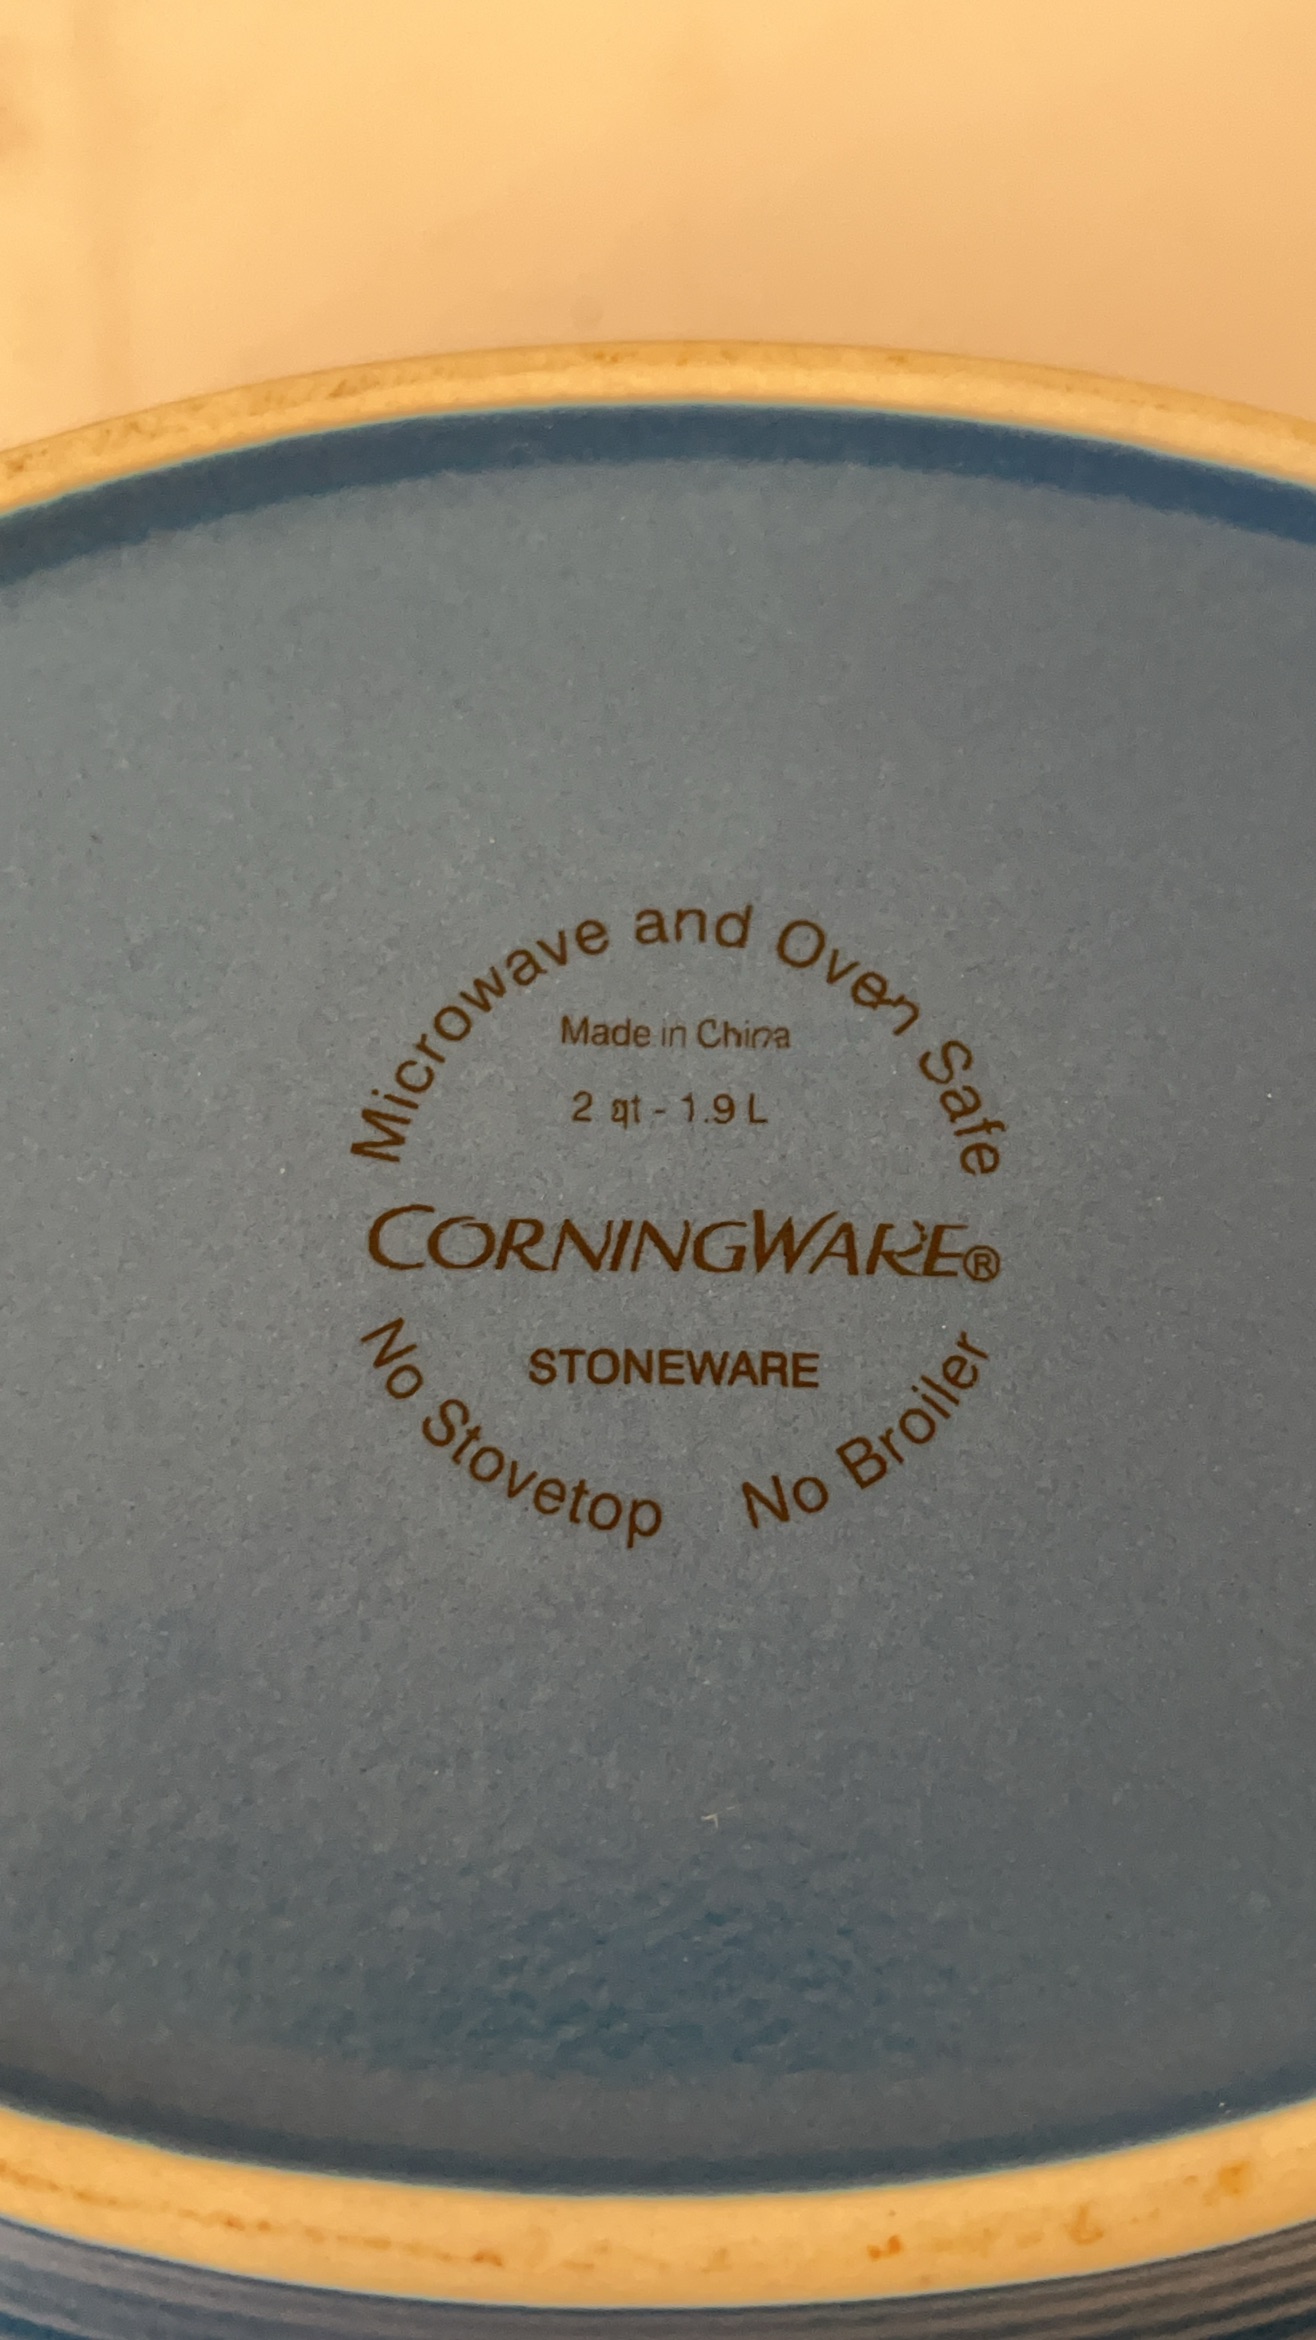 Microwave and Oven Safe
Made in China
2 qt - 1.9 L
CORNINGWARE®
STONEWARE
No Stovetop No Broiler